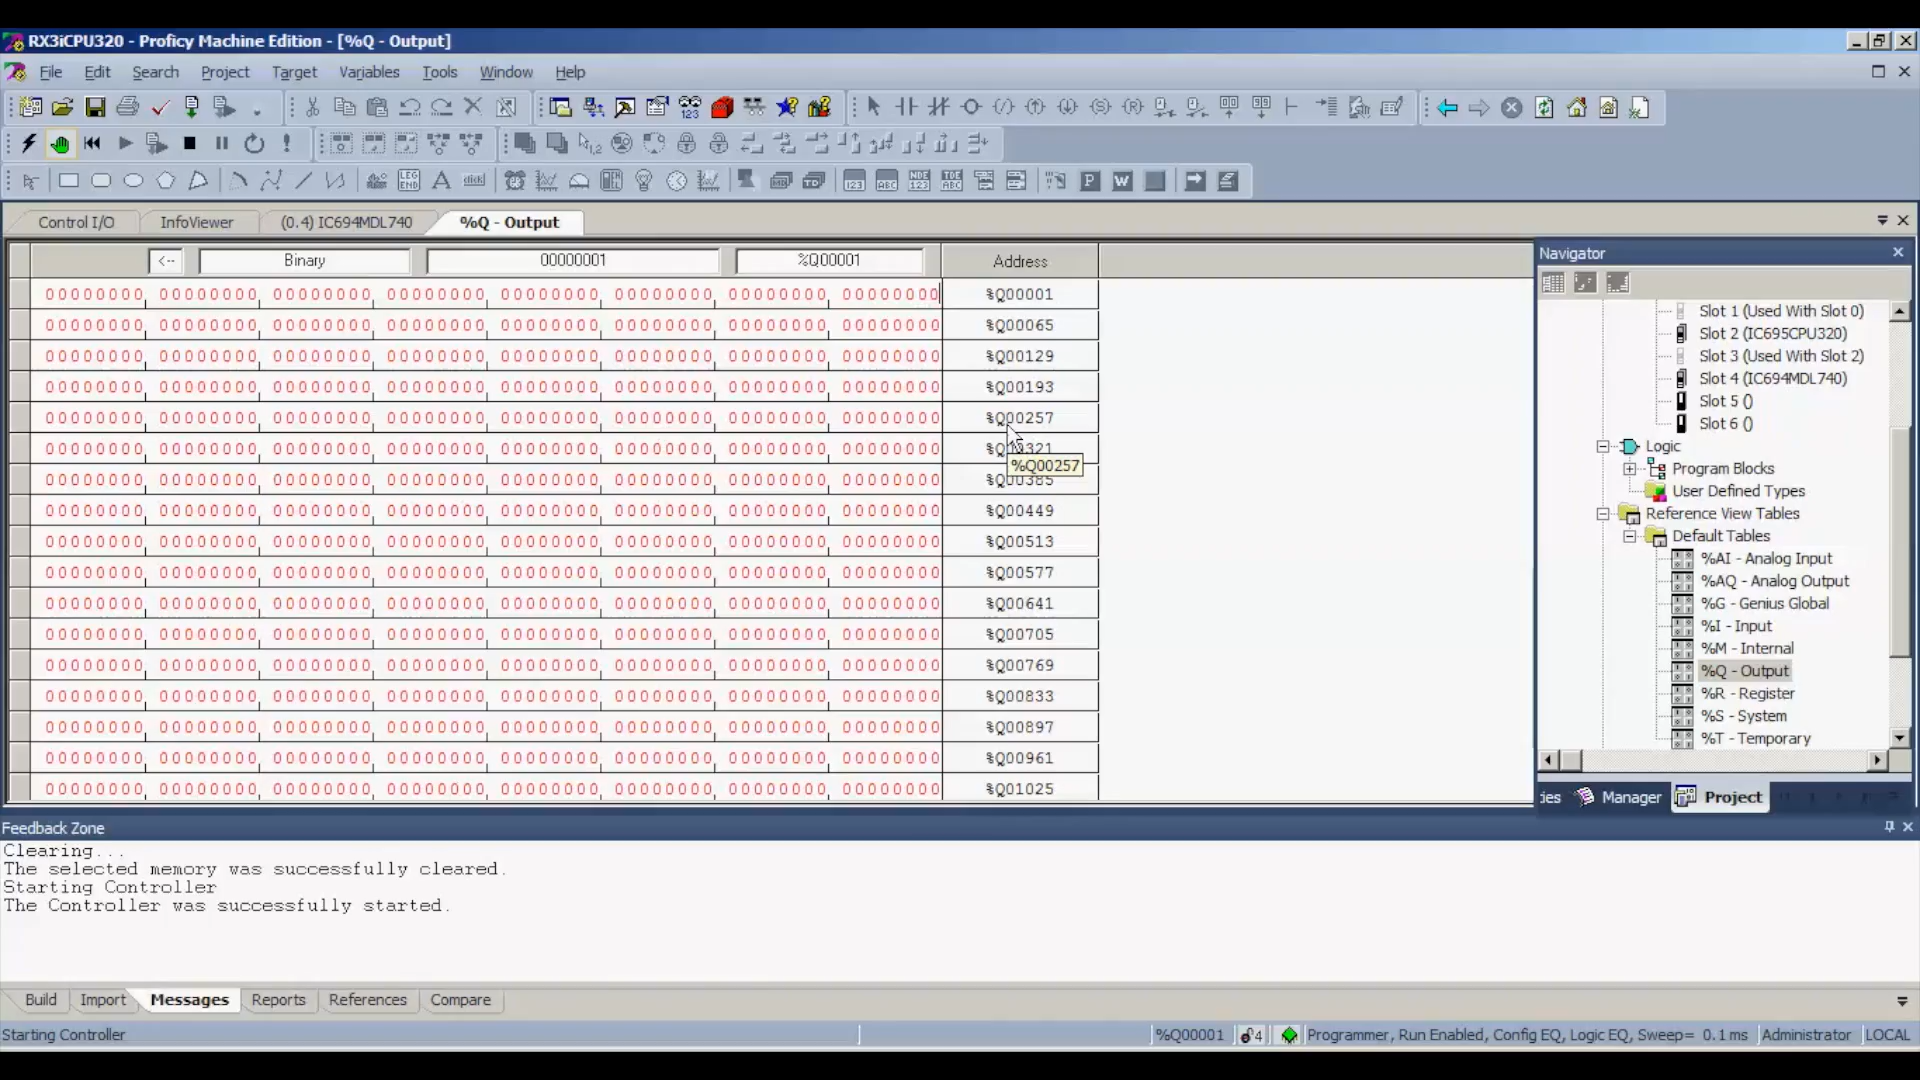 RX3iCPU320 - Proficy Machine Edition - [%Q - Output]
File Edit Search Project Target Variables Tools Window Help
Control I/O InfoViewer (0.4) IC694MDL740 %Q - Output
<-- Binary 00000001 %Q00001 Address
00000000 00000000 00000000 00000000 00000000 00000000 00000000 00000000 %Q00001
00000000 00000000 00000000 00000000 00000000 00000000 00000000 00000000 %Q00065
00000000 00000000 00000000 00000000 00000000 00000000 00000000 00000000 %Q00129
00000000 00000000 00000000 00000000 00000000 00000000 00000000 00000000 %Q00193
00000000 00000000 00000000 00000000 00000000 00000000 00000000 00000000 %Q00257
00000000 00000000 00000000 00000000 00000000 00000000 00000000 00000000 %Q00321
%Q00257
00000000 00000000 00000000 00000000 00000000 00000000 00000000 00000000 %Q00385
00000000 00000000 00000000 00000000 00000000 00000000 00000000 00000000 %Q00449
00000000 00000000 00000000 00000000 00000000 00000000 00000000 00000000 %Q00513
00000000 00000000 00000000 00000000 00000000 00000000 00000000 00000000 %Q00577
00000000 00000000 00000000 00000000 00000000 00000000 00000000 00000000 %Q00641
00000000 00000000 00000000 00000000 00000000 00000000 00000000 00000000 %Q00705
00000000 00000000 00000000 00000000 00000000 00000000 00000000 00000000 %Q00769
00000000 00000000 00000000 00000000 00000000 00000000 00000000 00000000 %Q00833
00000000 00000000 00000000 00000000 00000000 00000000 00000000 00000000 %Q00897
00000000 00000000 00000000 00000000 00000000 00000000 00000000 00000000 %Q00961
00000000 00000000 00000000 00000000 00000000 00000000 00000000 00000000 %Q01025
Navigator
Slot 1 (Used With Slot 0)
Slot 2 (IC695CPU320)
Slot 3 (Used With Slot 2)
Slot 4 (IC694MDL740)
Slot 5 ()
Slot 6 ()
Logic
Program Blocks
User Defined Types
Reference View Tables
Default Tables
%AI - Analog Input
%AQ - Analog Output
%G - Genius Global
%I - Input
%M - Internal
%Q - Output
%R - Register
%S - System
%T - Temporary
ies Manager Project
Feedback Zone
Clearing...
The selected memory was successfully cleared.
Starting Controller
The Controller was successfully started.
Build Import Messages Reports References Compare
Starting Controller %Q00001 4 Programmer, Run Enabled, Config EQ, Logic EQ, Sweep= 0.1 ms Administrator LOCAL